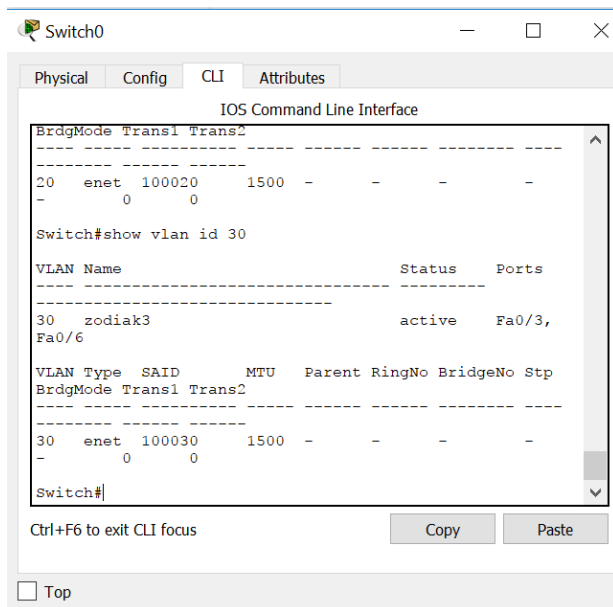 Switch0
Physical Config CLI Attributes
IOS Command Line Interface
BrdgMode Trans1 Trans2
---- ----- ---------- ----- ------ ------ -------- ----
-------- ------ ------
20 enet 100020 1500 - - - -
- 0 0
Switch#show vlan id 30
VLAN Name Status Ports
---- -------------------------------- ---------
-------------------------------
30 zodiak3 active Fa0/3,
Fa0/6
VLAN Type SAID MTU Parent RingNo BridgeNo Stp
BrdgMode Trans1 Trans2
---- ----- ---------- ----- ------ ------ -------- ----
-------- ------ ------
30 enet 100030 1500 - - - -
- 0 0
Switch#
Ctrl+F6 to exit CLI focus
Copy Paste
Top